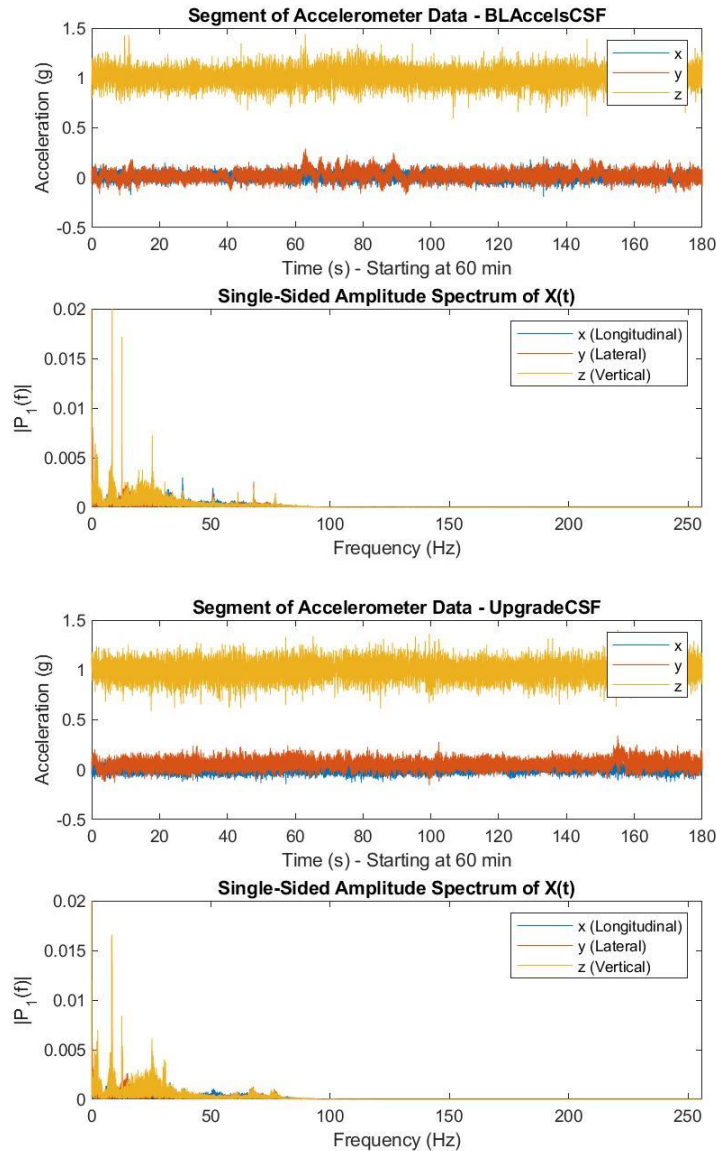 Segment of Accelerometer Data - BLAccelsCSF
1.5
1
0.5
0
-0.5
Acceleration (g)
x
y
z
0 20 40 60 80 100 120 140 160 180
Time (s) - Starting at 60 min
Single-Sided Amplitude Spectrum of X(t)
0.02
0.015
0.01
0.005
0
|P_1(f)|
x (Longitudinal)
y (Lateral)
z (Vertical)
0 50 100 150 200 250
Frequency (Hz)
Segment of Accelerometer Data - UpgradeCSF
1.5
1
0.5
0
-0.5
Acceleration (g)
x
y
z
0 20 40 60 80 100 120 140 160 180
Time (s) - Starting at 60 min
Single-Sided Amplitude Spectrum of X(t)
0.02
0.015
0.01
0.005
0
|P_1(f)|
x (Longitudinal)
y (Lateral)
z (Vertical)
0 50 100 150 200 250
Frequency (Hz)